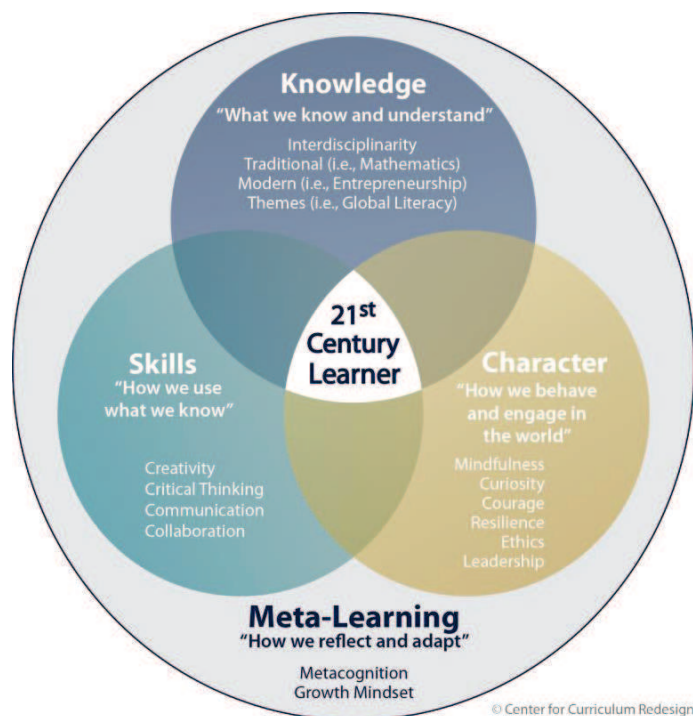 Knowledge
"What we know and understand"
Interdisciplinarity
Traditional (i.e., Mathematics)
Modern (i.e., Entrepreneurship)
Themes (i.e., Global Literacy)
21st
Century
Learner
Skills
"How we use
what we know"
Creativity
Critical Thinking
Communication
Collaboration
Character
"How we behave
and engage in
the world"
Mindfulness
Curiosity
Courage
Resilience
Ethics
Leadership
Meta-Learning
"How we reflect and adapt"
Metacognition
Growth Mindset
© Center for Curriculum Redesign